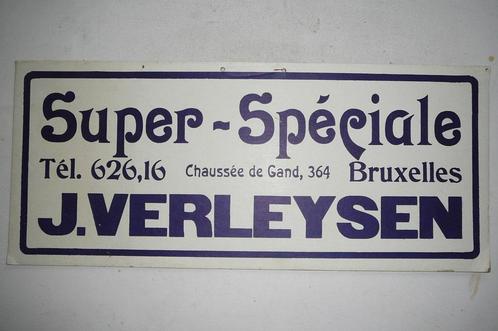 Super-Spéciale
Tél. 626,16 Chaussée de Gand, 364 Bruxelles
J.VERLEYSEN